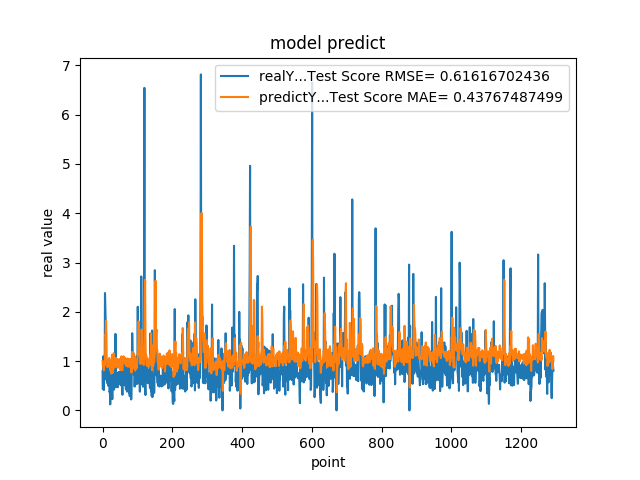 model predict
realY...Test Score RMSE= 0.61616702436
predictY...Test Score MAE= 0.43767487499
7
6
5
4
3
2
1
0
real value
0 200 400 600 800 1000 1200
point